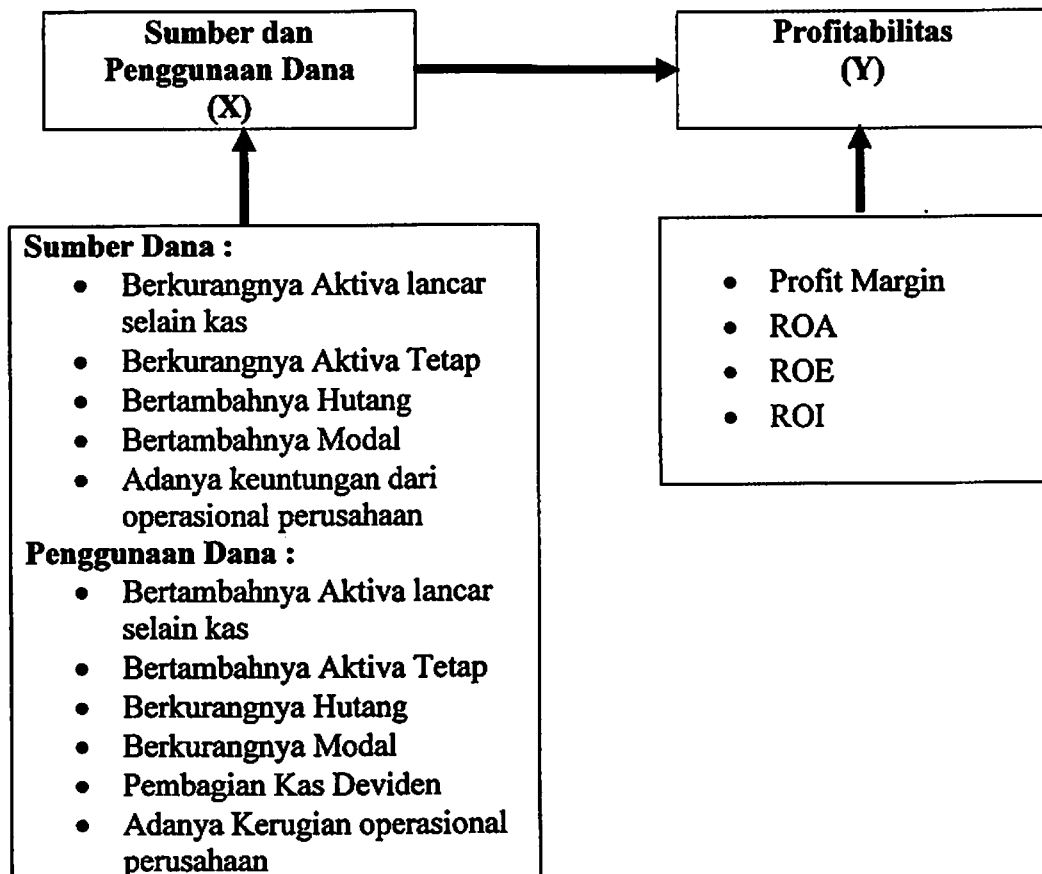 Sumber dan
Penggunaan Dana
(X)
Profitabilitas
(Y)
Sumber Dana :
• Berkurangnya Aktiva lancar
selain kas
• Berkurangnya Aktiva Tetap
• Bertambahnya Hutang
• Bertambahnya Modal
• Adanya keuntungan dari
operasional perusahaan
Penggunaan Dana :
• Bertambahnya Aktiva lancar
selain kas
• Bertambahnya Aktiva Tetap
• Berkurangnya Hutang
• Berkurangnya Modal
• Pembagian Kas Deviden
• Adanya Kerugian operasional
perusahaan
• Profit Margin
• ROA
• ROE
• ROI